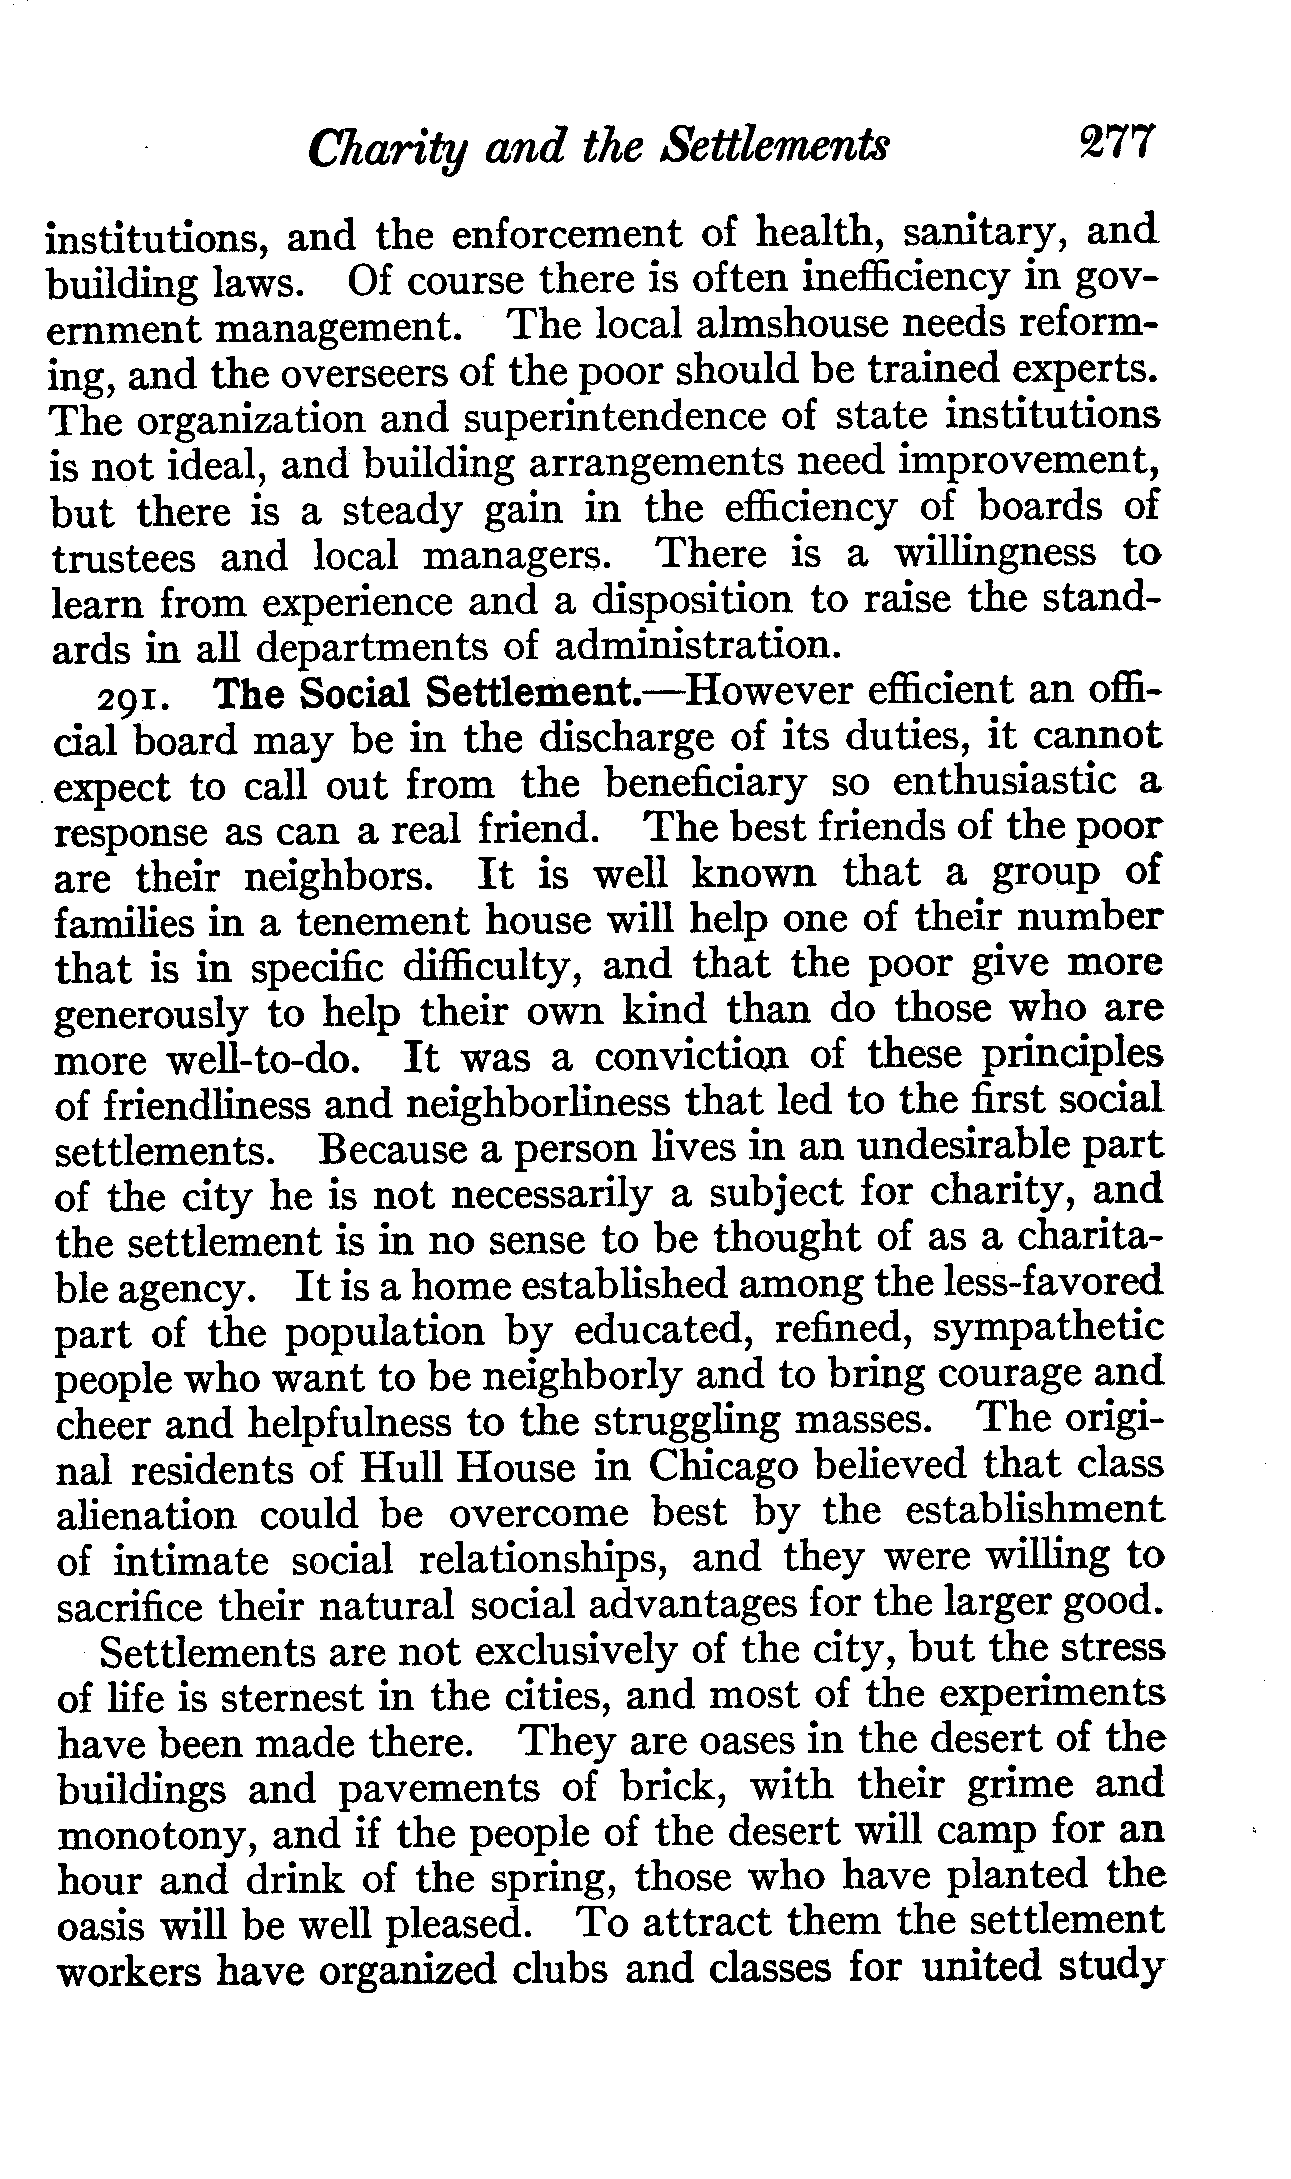 Charity and the Settlements 277
institutions, and the enforcement of health, sanitary, and
building laws. Of course there is often inefficiency in gov-
ernment management. The local almshouse needs reform-
ing, and the overseers of the poor should be trained experts.
The organization and superintendence of state institutions
is not ideal, and building arrangements need improvement,
but there is a steady gain in the efficiency of boards of
trustees and local managers. There is a willingness to
learn from experience and a disposition to raise the stand-
ards in all departments of administration.
291. The Social Settlement.—However efficient an offi-
cial board may be in the discharge of its duties, it cannot
expect to call out from the beneficiary so enthusiastic a
response as can a real friend. The best friends of the poor
are their neighbors. It is well known that a group of
families in a tenement house will help one of their number
that is in specific difficulty, and that the poor give more
generously to help their own kind than do those who are
more well-to-do. It was a conviction of these principles
of friendliness and neighborliness that led to the first social
settlements. Because a person lives in an undesirable part
of the city he is not necessarily a subject for charity, and
the settlement is in no sense to be thought of as a charita-
ble agency. It is a home established among the less-favored
part of the population by educated, refined, sympathetic
people who want to be neighborly and to bring courage and
cheer and helpfulness to the struggling masses. The origi-
nal residents of Hull House in Chicago believed that class
alienation could be overcome best by the establishment
of intimate social relationships, and they were willing to
sacrifice their natural social advantages for the larger good.
Settlements are not exclusively of the city, but the stress
of life is sternest in the cities, and most of the experiments
have been made there. They are oases in the desert of the
buildings and pavements of brick, with their grime and
monotony, and if the people of the desert will camp for an
hour and drink of the spring, those who have planted the
oasis will be well pleased. To attract them the settlement
workers have organized clubs and classes for united study